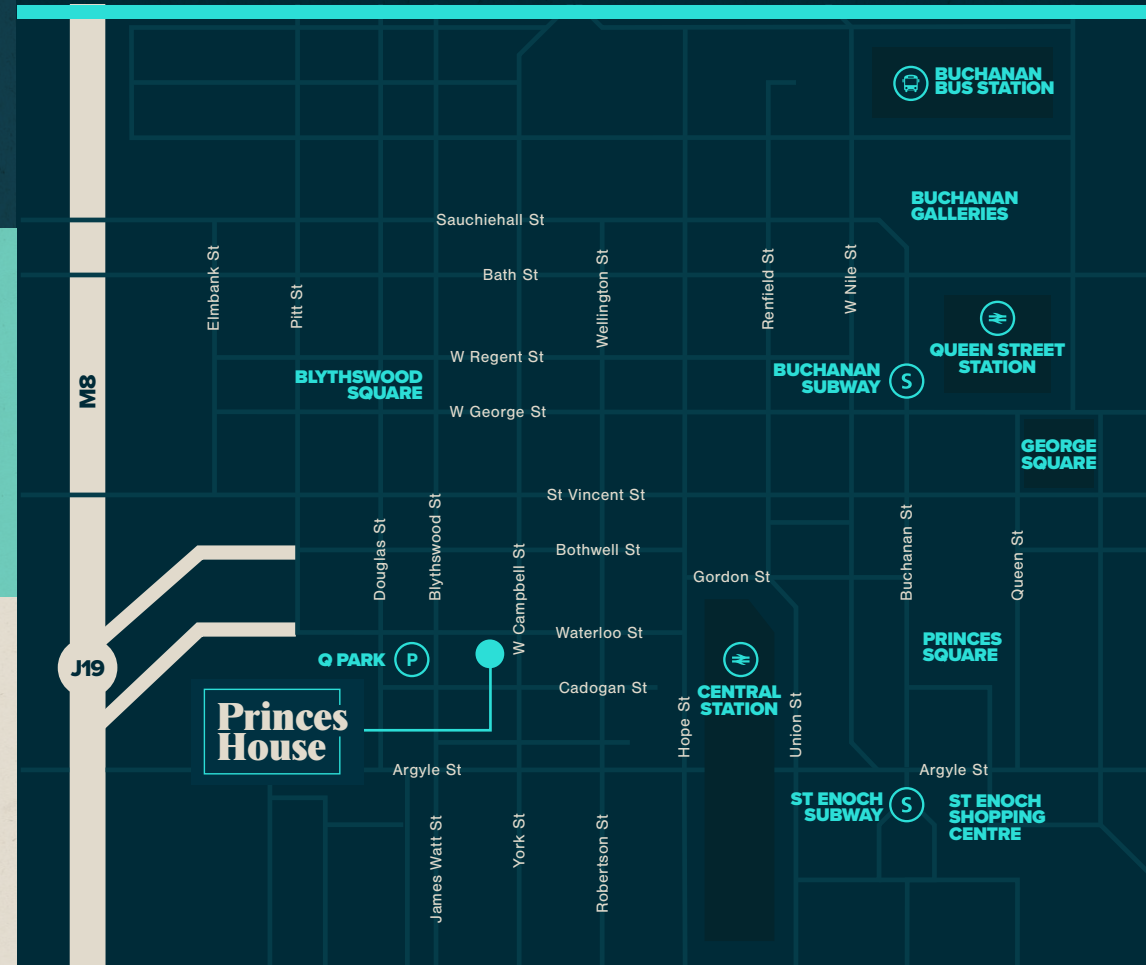 BUCHANAN
BUS STATION
BUCHANAN
GALLERIES
Sauchiehall St
Elmbank St
Pitt St
Bath St
Wellington St
Renfield St
W Nile St
QUEEN STREET
STATION
W Regent St
BLYTHSWOOD
SQUARE
BUCHANAN
SUBWAY
S
M8
W George St
GEORGE
SQUARE
St Vincent St
Douglas St
Blythswood St
W Campbell St
Bothwell St
Gordon St
Buchanan St
Queen St
Waterloo St
PRINCES
SQUARE
J19
Q PARK
P
Cadogan St
CENTRAL
STATION
Hope St
Union St
Princes
House
Argyle St
Argyle St
ST ENOCH
SUBWAY
S
ST ENOCH
SHOPPING
CENTRE
James Watt St
York St
Robertson St